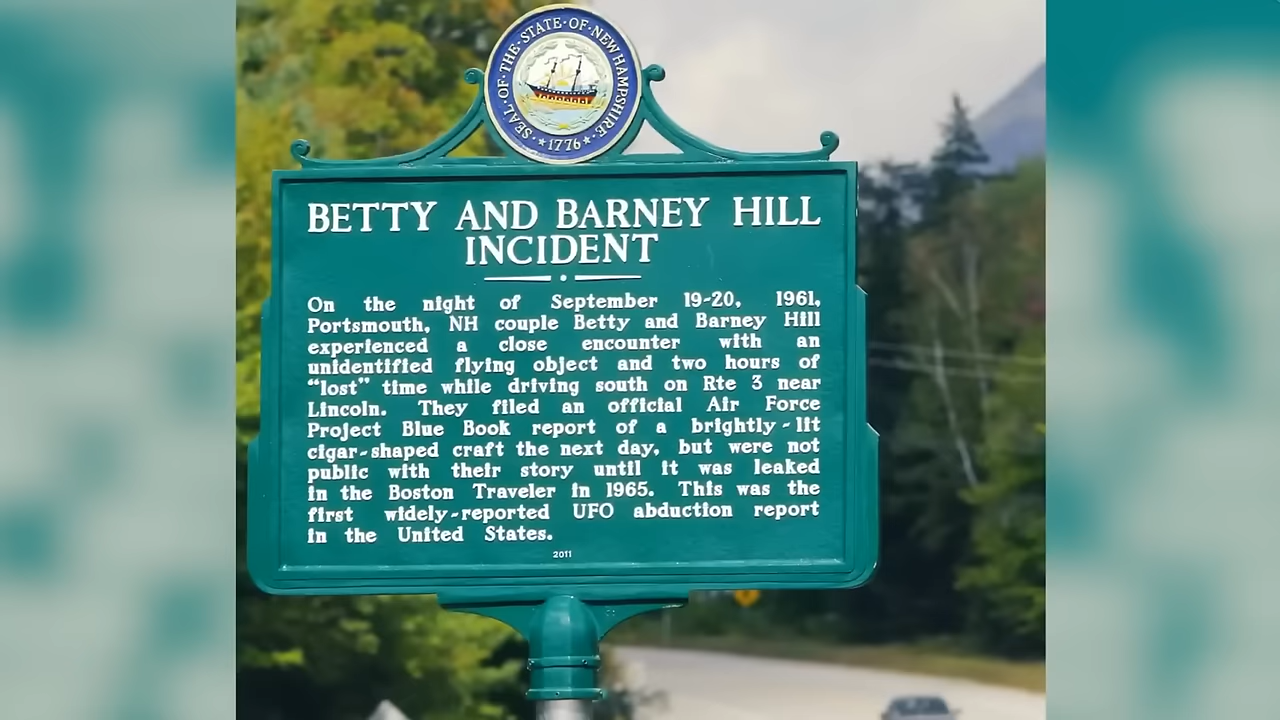 SEAL·OF·THE·STATE·OF·NEW HAMPSHIRE·
★1776★
BETTY AND BARNEY HILL
INCIDENT
On the night of September 19-20, 1961,
Portsmouth, NH couple Betty and Barney Hill
experienced a close encounter with an
unidentified flying object and two hours of
“lost” time while driving south on Rte 3 near
Lincoln. They filed an official Air Force
Project Blue Book report of a brightly-lit
cigar-shaped craft the next day, but were not
public with their story until it was leaked
in the Boston Traveler in 1965. This was the
first widely-reported UFO abduction report
in the United States.
2011